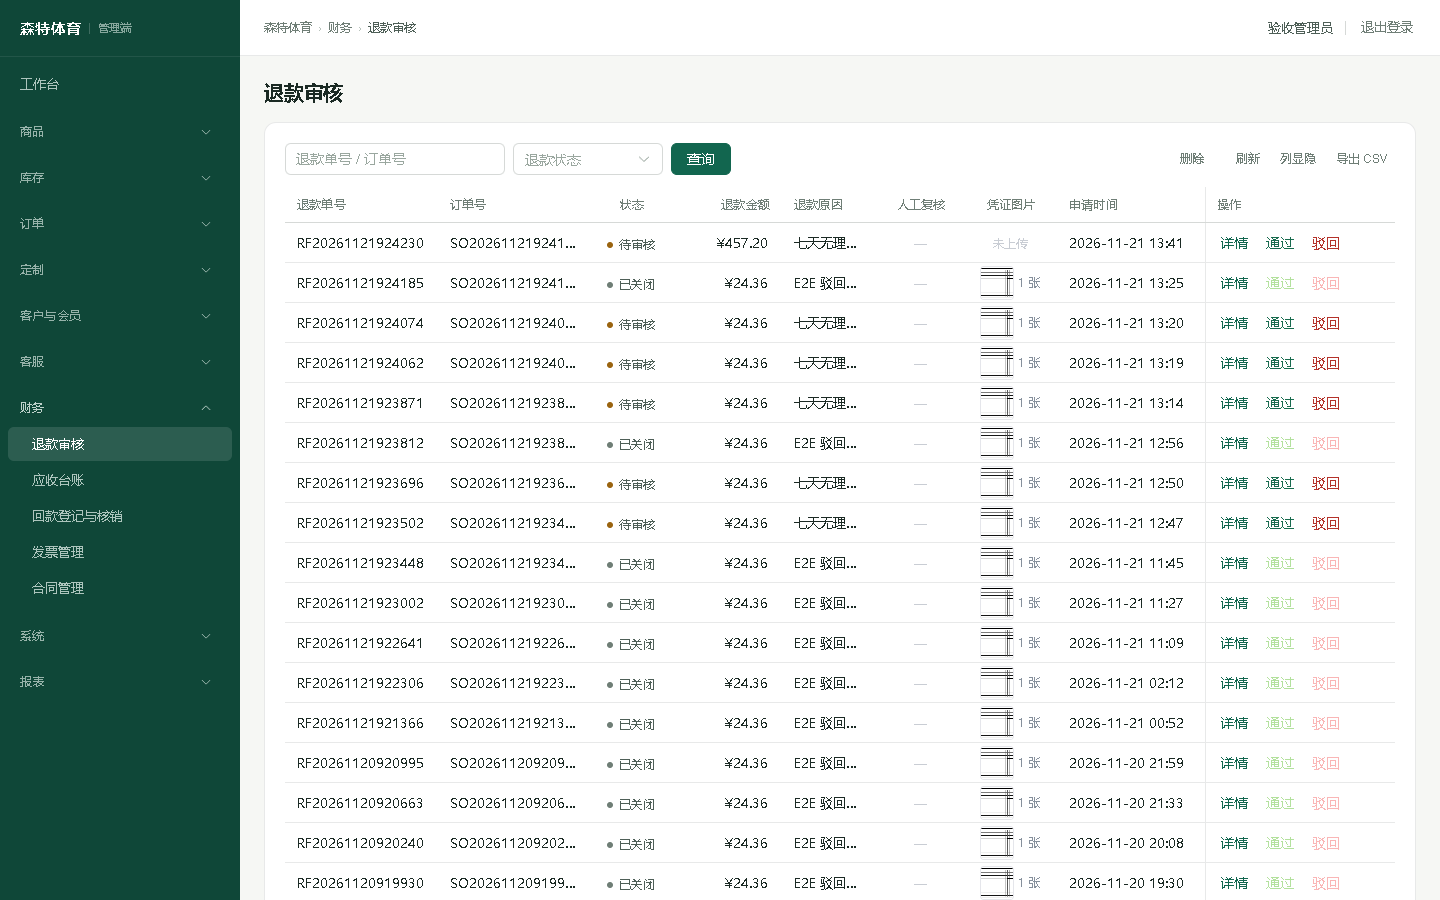 森特体育 管理端
工作台
商品
库存
订单
定制
客户与会员
客服
财务
退款审核
应收台账
回款登记与核销
发票管理
合同管理
系统
报表
森特体育 › 财务 › 退款审核
验收管理员 退出登录
退款审核
退款单号 / 订单号 退款状态 查询 删除 刷新 列显隐 导出 CSV
退款单号 订单号 状态 退款金额 退款原因 人工复核 凭证图片 申请时间 操作
RF20261121924230 SO202611219241... 待审核 ¥457.20 七天无理... — 未上传 2026-11-21 13:41 详情 通过 驳回
RF20261121924185 SO202611219241... 已关闭 ¥24.36 E2E 驳回... — 1 张 2026-11-21 13:25 详情 通过 驳回
RF20261121924074 SO202611219240... 待审核 ¥24.36 七天无理... — 1 张 2026-11-21 13:20 详情 通过 驳回
RF20261121924062 SO202611219240... 待审核 ¥24.36 七天无理... — 1 张 2026-11-21 13:19 详情 通过 驳回
RF20261121923871 SO202611219238... 待审核 ¥24.36 七天无理... — 1 张 2026-11-21 13:14 详情 通过 驳回
RF20261121923812 SO202611219238... 已关闭 ¥24.36 E2E 驳回... — 1 张 2026-11-21 12:56 详情 通过 驳回
RF20261121923696 SO202611219236... 待审核 ¥24.36 七天无理... — 1 张 2026-11-21 12:50 详情 通过 驳回
RF20261121923502 SO202611219234... 待审核 ¥24.36 七天无理... — 1 张 2026-11-21 12:47 详情 通过 驳回
RF20261121923448 SO202611219234... 已关闭 ¥24.36 E2E 驳回... — 1 张 2026-11-21 11:45 详情 通过 驳回
RF20261121923002 SO202611219230... 已关闭 ¥24.36 E2E 驳回... — 1 张 2026-11-21 11:27 详情 通过 驳回
RF20261121922641 SO202611219226... 已关闭 ¥24.36 E2E 驳回... — 1 张 2026-11-21 11:09 详情 通过 驳回
RF20261121922306 SO202611219223... 已关闭 ¥24.36 E2E 驳回... — 1 张 2026-11-21 02:12 详情 通过 驳回
RF20261121921366 SO202611219213... 已关闭 ¥24.36 E2E 驳回... — 1 张 2026-11-21 00:52 详情 通过 驳回
RF20261120920995 SO202611209209... 已关闭 ¥24.36 E2E 驳回... — 1 张 2026-11-20 21:59 详情 通过 驳回
RF20261120920663 SO202611209206... 已关闭 ¥24.36 E2E 驳回... — 1 张 2026-11-20 21:33 详情 通过 驳回
RF20261120920240 SO202611209202... 已关闭 ¥24.36 E2E 驳回... — 1 张 2026-11-20 20:08 详情 通过 驳回
RF20261120919930 SO202611209199... 已关闭 ¥24.36 E2E 驳回... — 1 张 2026-11-20 19:30 详情 通过 驳回